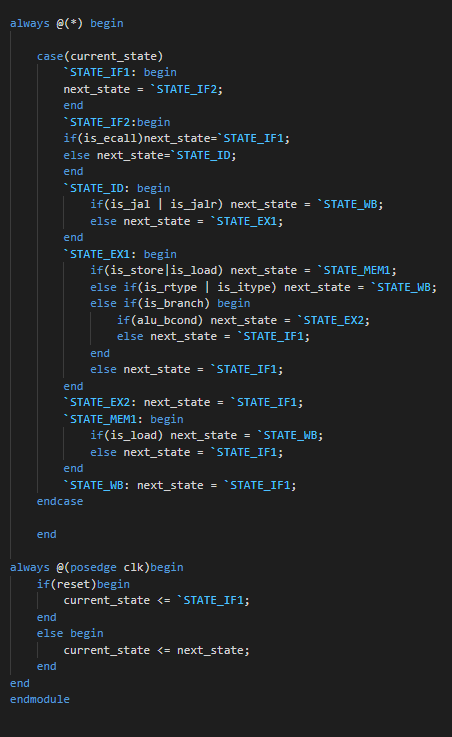 always @(*) begin
case(current_state)
`STATE_IF1: begin
next_state = `STATE_IF2;
end
`STATE_IF2:begin
if(is_ecall)next_state=`STATE_IF1;
else next_state=`STATE_ID;
end
`STATE_ID: begin
if(is_jal | is_jalr) next_state = `STATE_WB;
else next_state = `STATE_EX1;
end
`STATE_EX1: begin
if(is_store|is_load) next_state = `STATE_MEM1;
else if(is_rtype | is_itype) next_state = `STATE_WB;
else if(is_branch) begin
if(alu_bcond) next_state = `STATE_EX2;
else next_state = `STATE_IF1;
end
else next_state = `STATE_IF1;
end
`STATE_EX2: next_state = `STATE_IF1;
`STATE_MEM1: begin
if(is_load) next_state = `STATE_WB;
else next_state = `STATE_IF1;
end
`STATE_WB: next_state = `STATE_IF1;
endcase
end
always @(posedge clk)begin
if(reset)begin
current_state <= `STATE_IF1;
end
else begin
current_state <= next_state;
end
end
endmodule